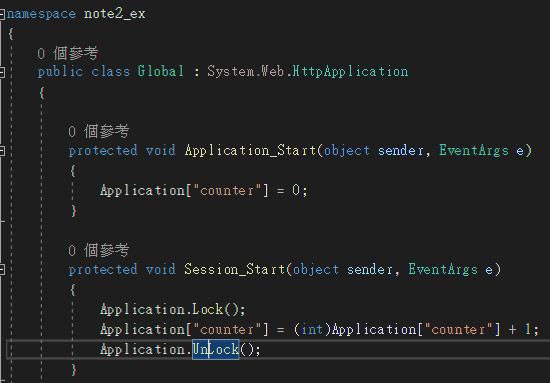 namespace note2_ex
{
0 個參考
public class Global : System.Web.HttpApplication
{
0 個參考
protected void Application_Start(object sender, EventArgs e)
{
Application["counter"] = 0;
}
0 個參考
protected void Session_Start(object sender, EventArgs e)
{
Application.Lock();
Application["counter"] = (int)Application["counter"] + 1;
Application.UnLock();
}